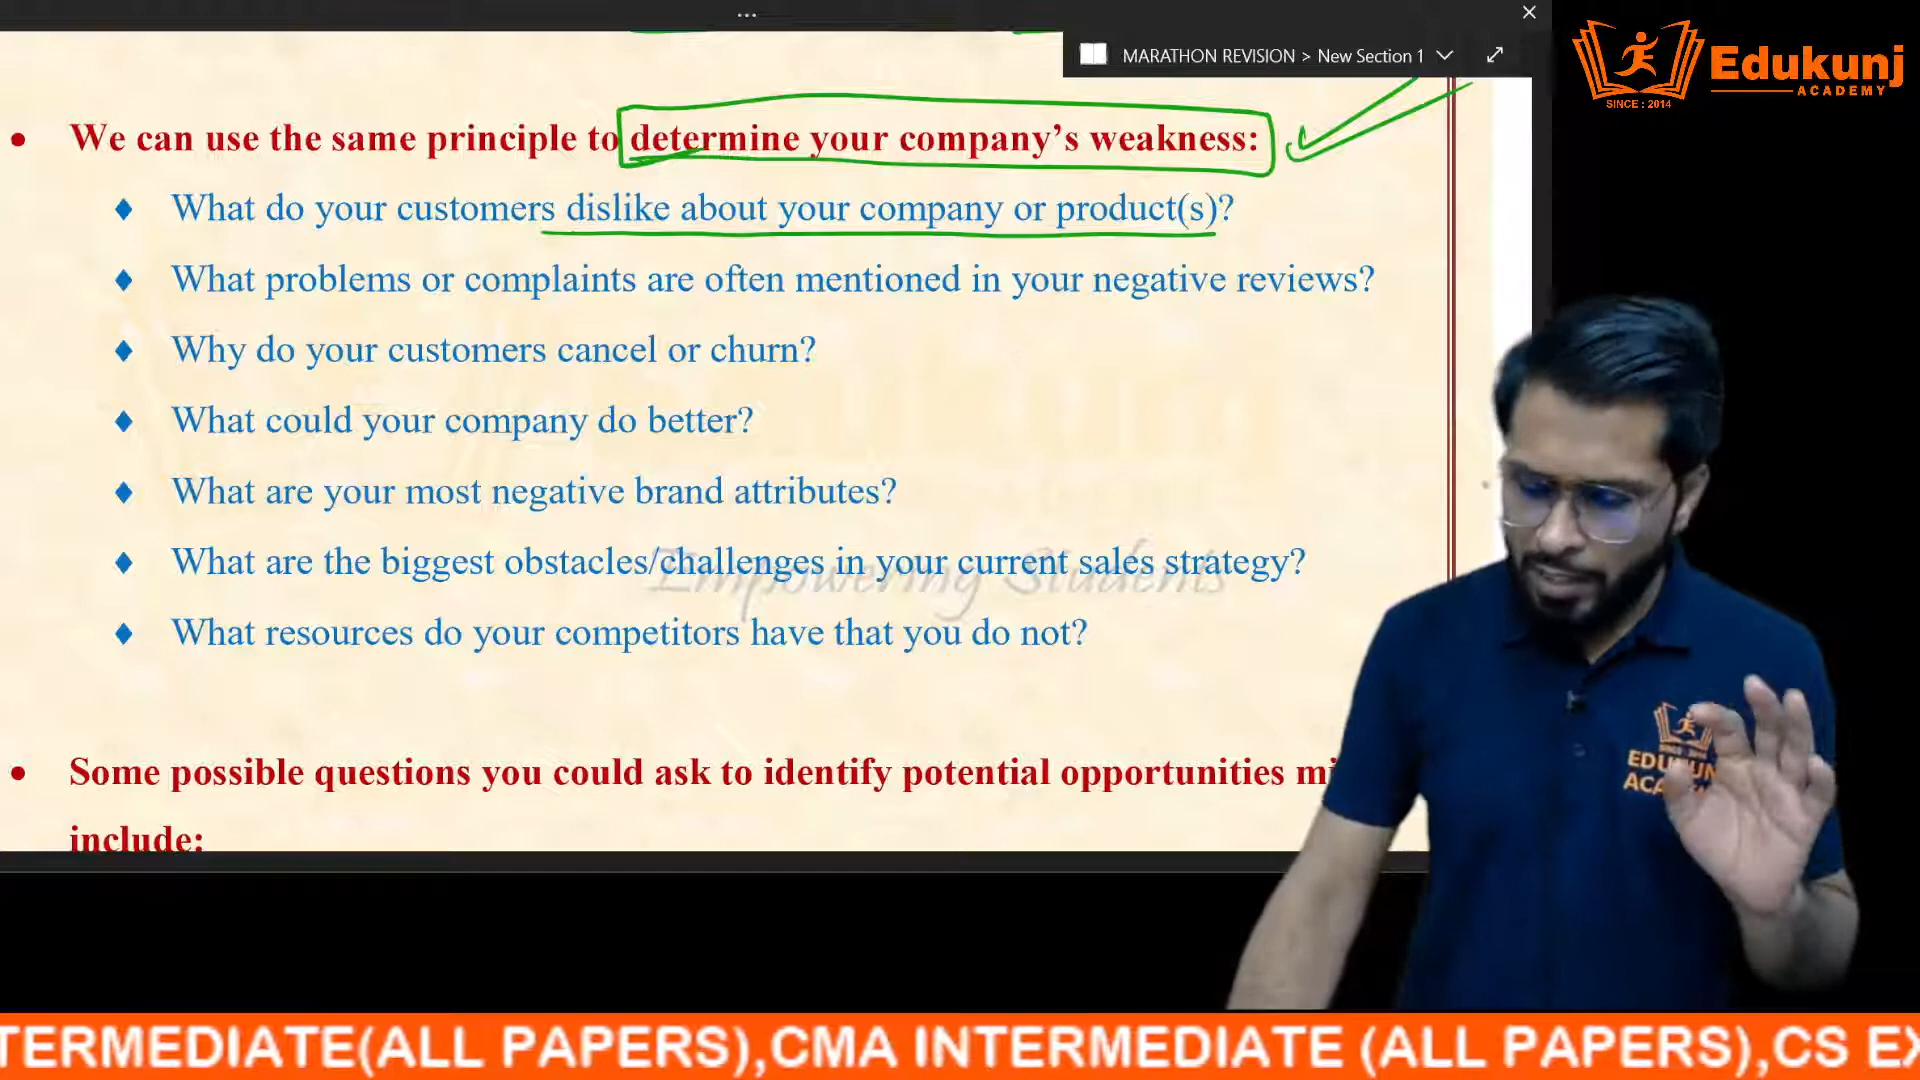 MARATHON REVISION > New Section 1
Edukunj
ACADEMY
SINCE : 2014
• We can use the same principle to determine your company’s weakness:
♦ What do your customers dislike about your company or product(s)?
♦ What problems or complaints are often mentioned in your negative reviews?
♦ Why do your customers cancel or churn?
♦ What could your company do better?
♦ What are your most negative brand attributes?
♦ What are the biggest obstacles/challenges in your current sales strategy?
Empowering Students
♦ What resources do your competitors have that you do not?
• Some possible questions you could ask to identify potential opportunities
include:
TERMEDIATE(ALL PAPERS),CMA INTERMEDIATE (ALL PAPERS),CS EX